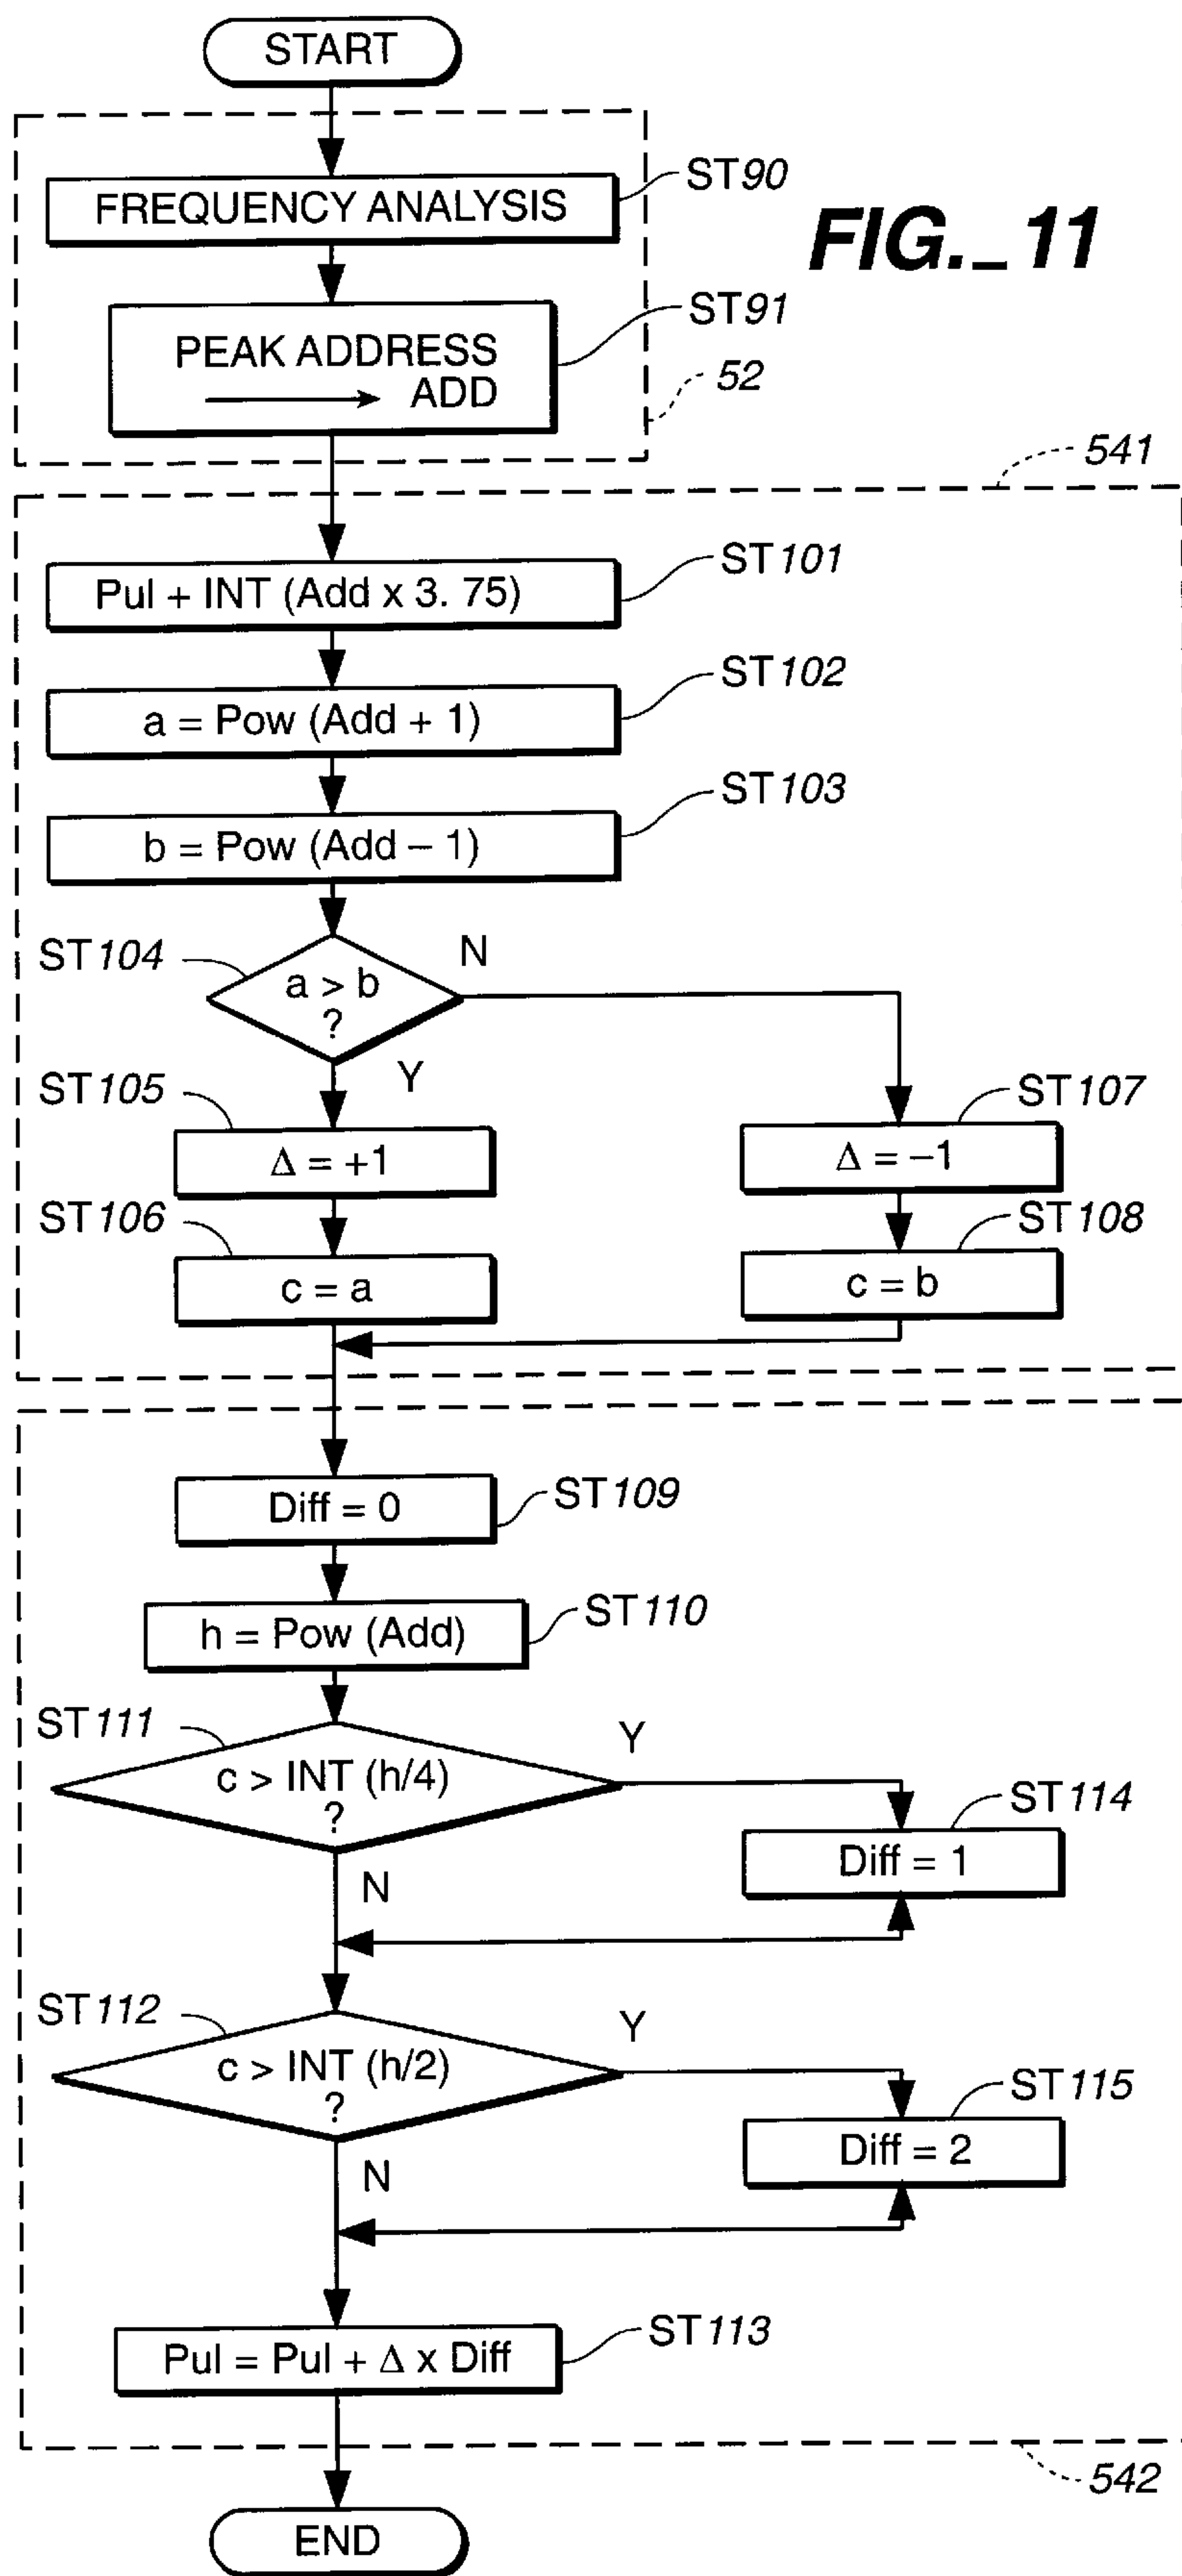 START
FREQUENCY ANALYSIS
ST90
FIG._11
PEAK ADDRESS
ADD
ST91
52
541
Pul + INT (Add x 3. 75)
ST101
a = Pow (Add + 1)
ST102
b = Pow (Add – 1)
ST103
ST104
a > b
?
N
Y
ST105
Δ = +1
ST107
Δ = –1
ST106
c = a
ST108
c = b
Diff = 0
ST109
h = Pow (Add)
ST110
ST111
c > INT (h/4)
?
Y
N
ST114
Diff = 1
ST112
c > INT (h/2)
?
Y
N
ST115
Diff = 2
Pul = Pul + Δ x Diff
ST113
542
END